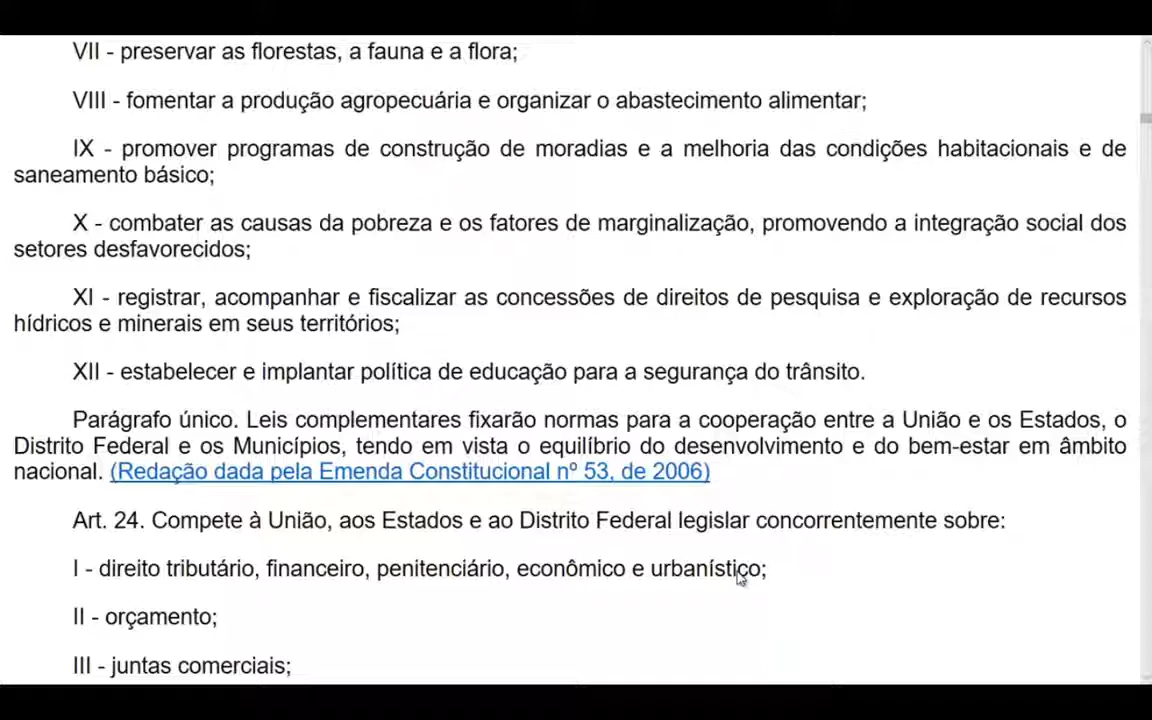 VII - preservar as florestas, a fauna e a flora;
VIII - fomentar a produção agropecuária e organizar o abastecimento alimentar;
IX - promover programas de construção de moradias e a melhoria das condições habitacionais e de
saneamento básico;
X - combater as causas da pobreza e os fatores de marginalização, promovendo a integração social dos
setores desfavorecidos;
XI - registrar, acompanhar e fiscalizar as concessões de direitos de pesquisa e exploração de recursos
hídricos e minerais em seus territórios;
XII - estabelecer e implantar política de educação para a segurança do trânsito.
Parágrafo único. Leis complementares fixarão normas para a cooperação entre a União e os Estados, o
Distrito Federal e os Municípios, tendo em vista o equilíbrio do desenvolvimento e do bem-estar em âmbito
nacional. (Redação dada pela Emenda Constitucional nº 53, de 2006)
Art. 24. Compete à União, aos Estados e ao Distrito Federal legislar concorrentemente sobre:
I - direito tributário, financeiro, penitenciário, econômico e urbanístico;
II - orçamento;
III - juntas comerciais;